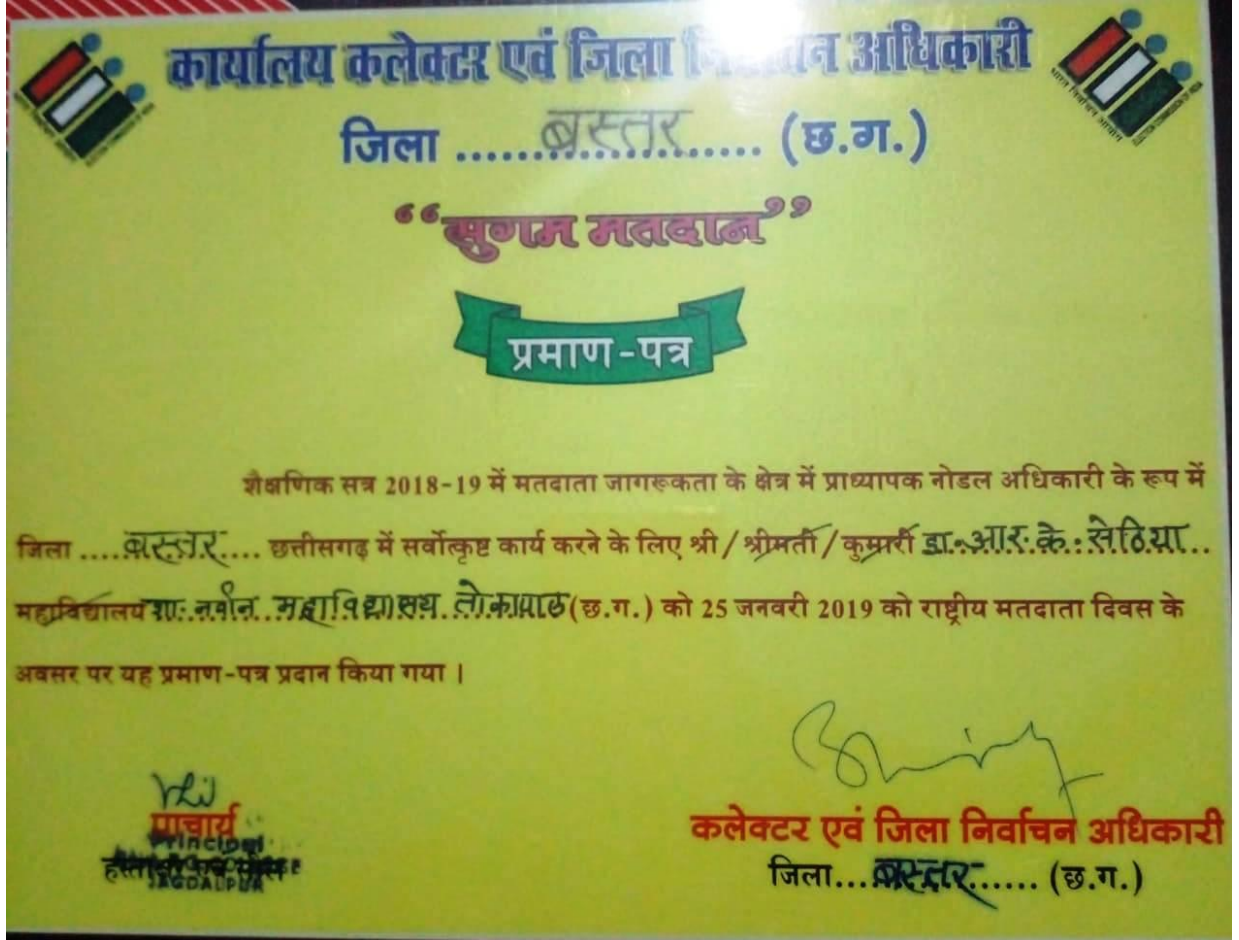 कार्यालय कलेक्टर एवं जिला निर्वाचन अधिकारी
जिला ......बस्तर...... (छ.ग.)
“सुगम मतदान”
प्रमाण-पत्र
शैक्षणिक सत्र 2018-19 में मतदाता जागरूकता के क्षेत्र में प्राध्यापक नोडल अधिकारी के रूप में
जिला ....बस्तर.... छत्तीसगढ़ में सर्वोत्कृष्ट कार्य करने के लिए श्री / श्रीमती / कुमारी डा. आर. के. सेठिया..
महाविद्यालय शा. नवीन महाविद्यालय तोकापाल (छ.ग.) को 25 जनवरी 2019 को राष्ट्रीय मतदाता दिवस के
अवसर पर यह प्रमाण-पत्र प्रदान किया गया ।
प्राचार्य
Principal
JAGDALPUR
कलेक्टर एवं जिला निर्वाचन अधिकारी
जिला...बस्तर...... (छ.ग.)